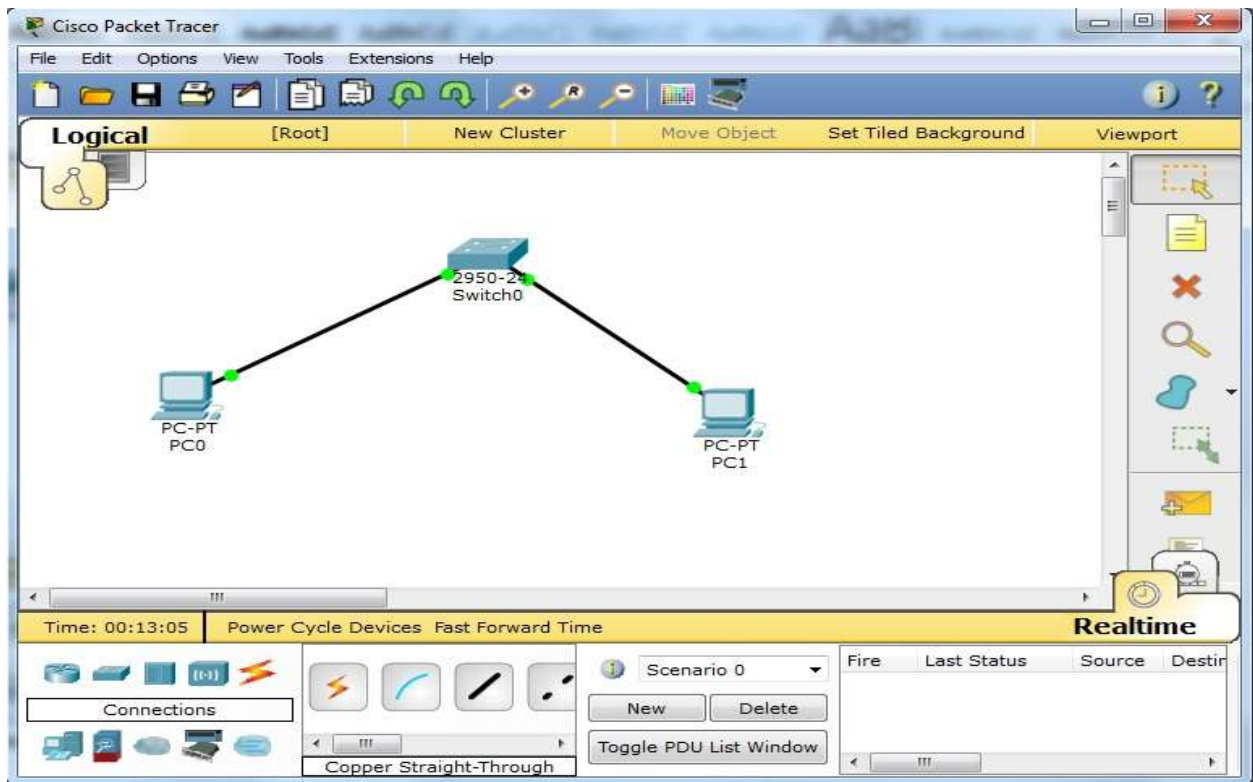 Cisco Packet Tracer
File Edit Options View Tools Extensions Help
Logical [Root] New Cluster Move Object Set Tiled Background Viewport
2950-24
Switch0
PC-PT
PC0
PC-PT
PC1
Time: 00:13:05 Power Cycle Devices Fast Forward Time Realtime
Scenario 0 Fire Last Status Source Destin
Connections New Delete
Toggle PDU List Window
Copper Straight-Through